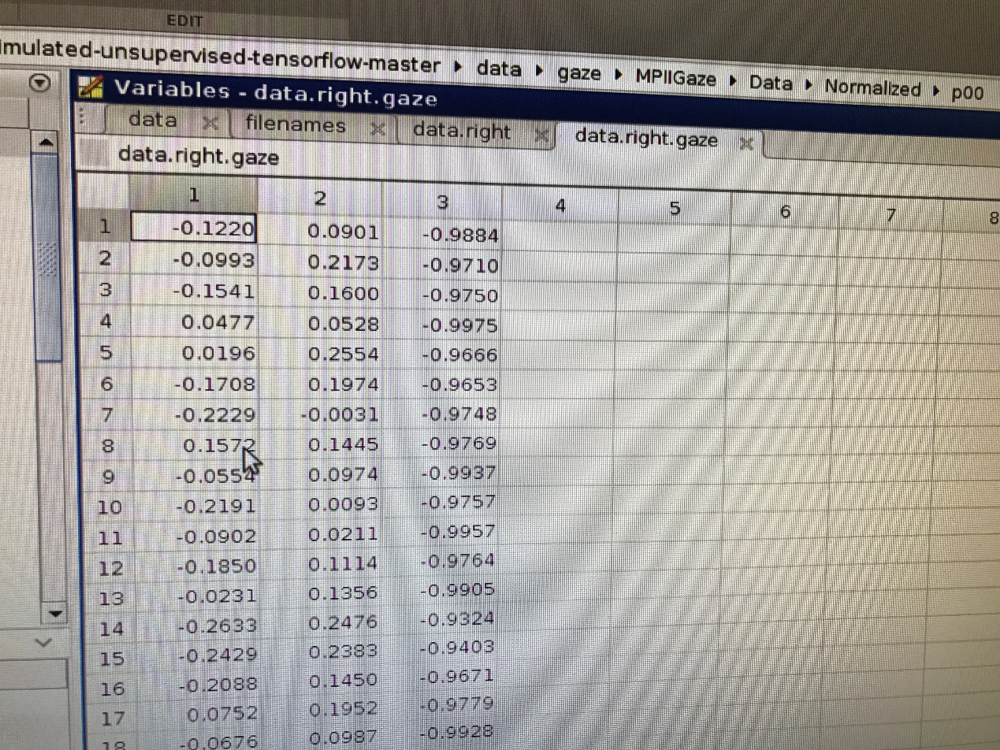 EDIT
imulated-unsupervised-tensorflow-master ▸ data ▸ gaze ▸ MPIIGaze ▸ Data ▸ Normalized ▸ p00
Variables - data.right.gaze
data filenames data.right data.right.gaze
data.right.gaze
1 2 3 4 5 6 7 8
1 -0.1220 0.0901 -0.9884
2 -0.0993 0.2173 -0.9710
3 -0.1541 0.1600 -0.9750
4 0.0477 0.0528 -0.9975
5 0.0196 0.2554 -0.9666
6 -0.1708 0.1974 -0.9653
7 -0.2229 -0.0031 -0.9748
8 0.1572 0.1445 -0.9769
9 -0.0554 0.0974 -0.9937
10 -0.2191 0.0093 -0.9757
11 -0.0902 0.0211 -0.9957
12 -0.1850 0.1114 -0.9764
13 -0.0231 0.1356 -0.9905
14 -0.2633 0.2476 -0.9324
15 -0.2429 0.2383 -0.9403
16 -0.2088 0.1450 -0.9671
17 0.0752 0.1952 -0.9779
18 -0.0676 0.0987 -0.9928